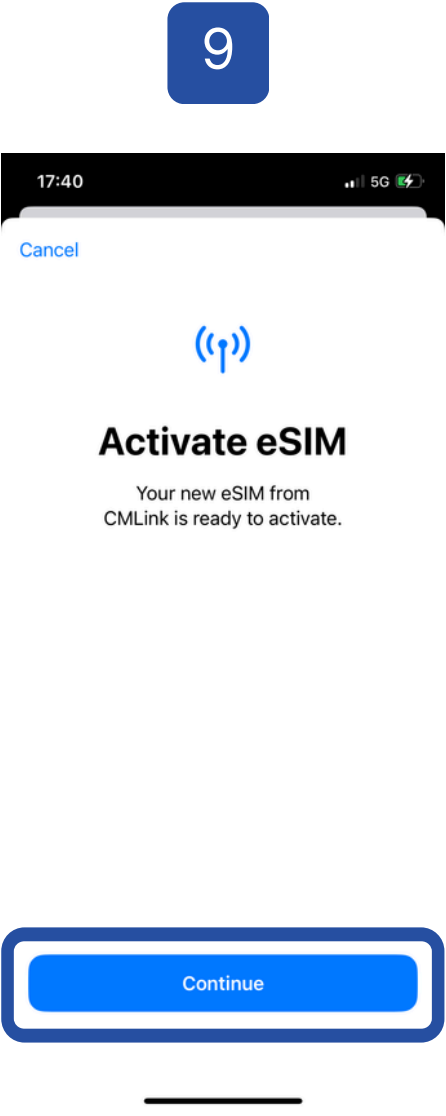 9
17:40
5G
Cancel
Activate eSIM
Your new eSIM from
CMLink is ready to activate.
Continue